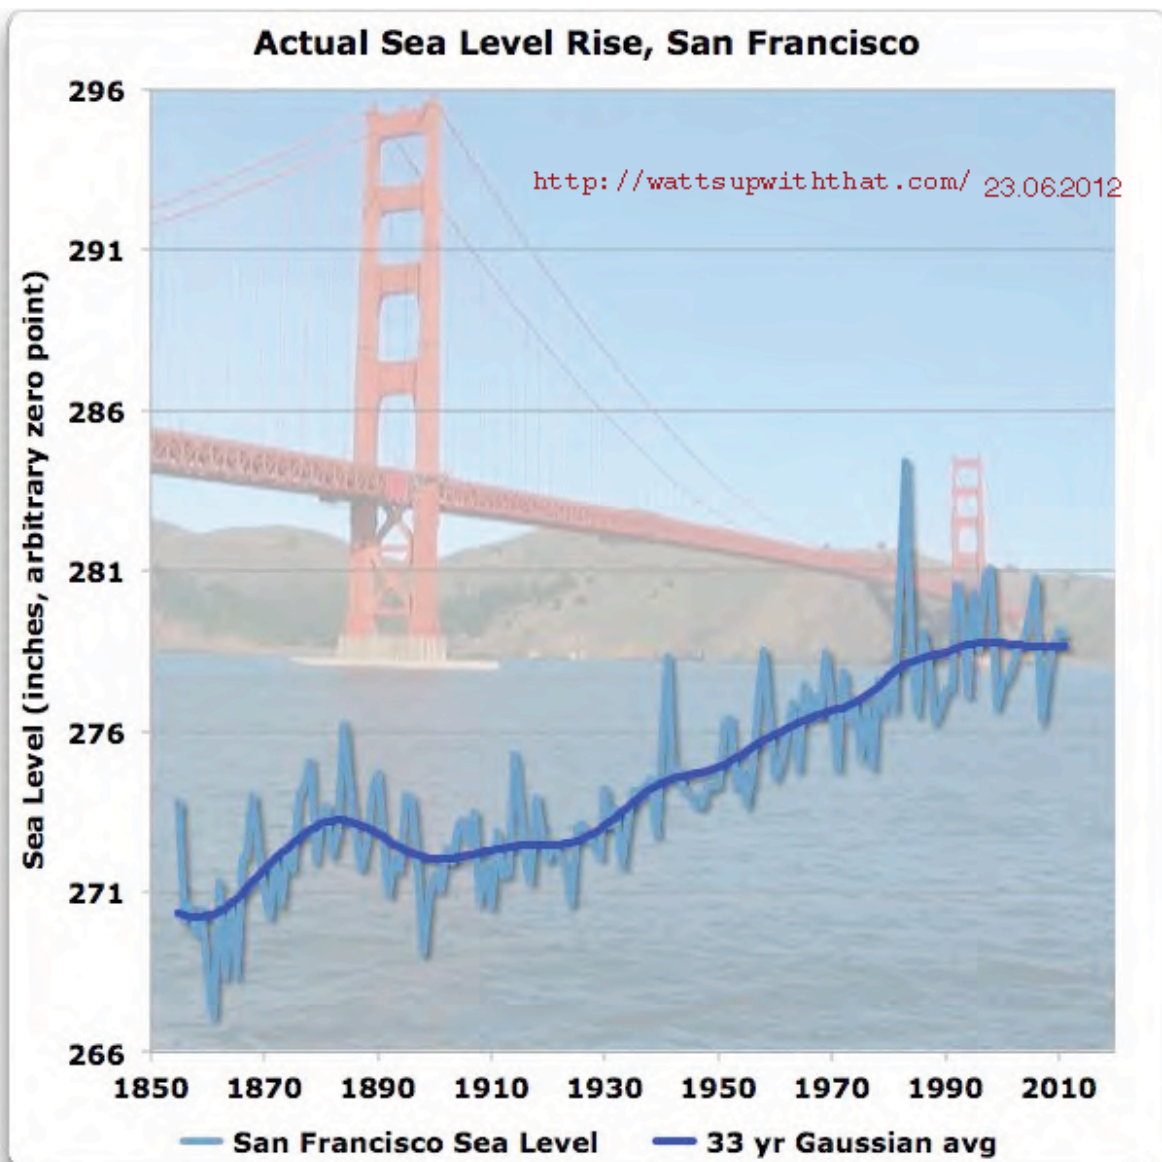 Actual Sea Level Rise, San Francisco
http://wattsupwiththat.com/ 23.06.2012
Sea Level (inches, arbitrary zero point)
296
291
286
281
276
271
266
1850 1870 1890 1910 1930 1950 1970 1990 2010
San Francisco Sea Level 33 yr Gaussian avg